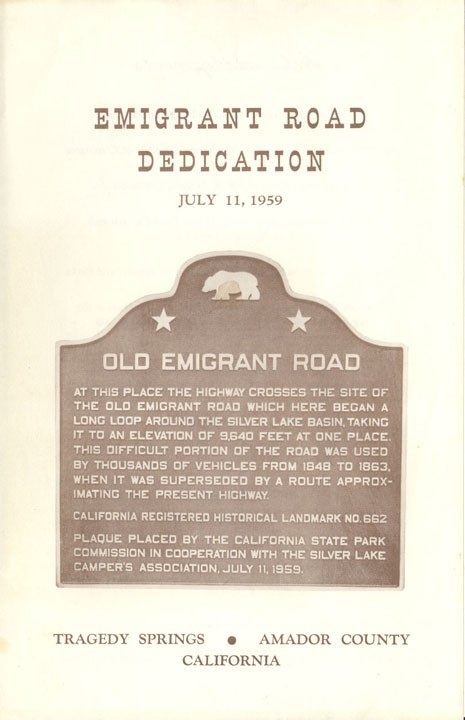 EMIGRANT ROAD
DEDICATION
JULY 11, 1959
OLD EMIGRANT ROAD
AT THIS PLACE THE HIGHWAY CROSSES THE SITE OF
THE OLD EMIGRANT ROAD WHICH HERE BEGAN A
LONG LOOP AROUND THE SILVER LAKE BASIN, TAKING
IT TO AN ELEVATION OF 9,640 FEET AT ONE PLACE.
THIS DIFFICULT PORTION OF THE ROAD WAS USED
BY THOUSANDS OF VEHICLES FROM 1848 TO 1863,
WHEN IT WAS SUPERSEDED BY A ROUTE APPROX-
IMATING THE PRESENT HIGHWAY.
CALIFORNIA REGISTERED HISTORICAL LANDMARK NO. 662
PLAQUE PLACED BY THE CALIFORNIA STATE PARK
COMMISSION IN COOPERATION WITH THE SILVER LAKE
CAMPER'S ASSOCIATION, JULY 11, 1959.
TRAGEDY SPRINGS ● AMADOR COUNTY
CALIFORNIA